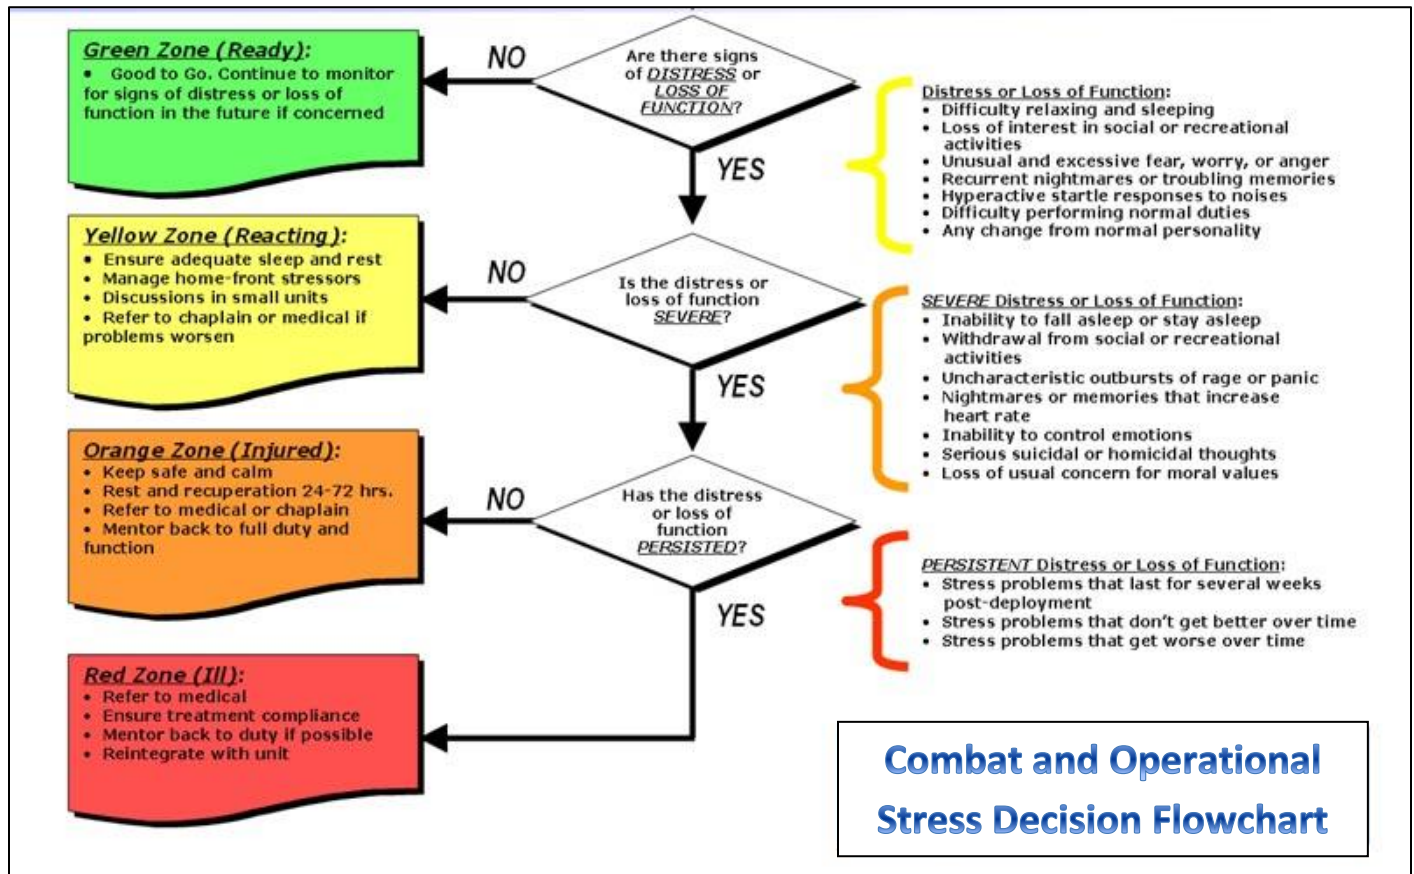 Green Zone (Ready):
• Good to Go. Continue to monitor
for signs of distress or loss of
function in the future if concerned
NO
Are there signs
of DISTRESS or
LOSS OF
FUNCTION?
YES
Distress or Loss of Function:
• Difficulty relaxing and sleeping
• Loss of interest in social or recreational
activities
• Unusual and excessive fear, worry, or anger
• Recurrent nightmares or troubling memories
• Hyperactive startle responses to noises
• Difficulty performing normal duties
• Any change from normal personality
Yellow Zone (Reacting):
• Ensure adequate sleep and rest
• Manage home-front stressors
• Discussions in small units
• Refer to chaplain or medical if
problems worsen
NO
Is the distress or
loss of function
SEVERE?
YES
SEVERE Distress or Loss of Function:
• Inability to fall asleep or stay asleep
• Withdrawal from social or recreational
activities
• Uncharacteristic outbursts of rage or panic
• Nightmares or memories that increase
heart rate
• Inability to control emotions
• Serious suicidal or homicidal thoughts
• Loss of usual concern for moral values
Orange Zone (Injured):
• Keep safe and calm
• Rest and recuperation 24-72 hrs.
• Refer to medical or chaplain
• Mentor back to full duty and
function
NO
Has the distress
or loss of
function
PERSISTED?
YES
PERSISTENT Distress or Loss of Function:
• Stress problems that last for several weeks
post-deployment
• Stress problems that don't get better over time
• Stress problems that get worse over time
Red Zone (Ill):
• Refer to medical
• Ensure treatment compliance
• Mentor back to duty if possible
• Reintegrate with unit
Combat and Operational
Stress Decision Flowchart